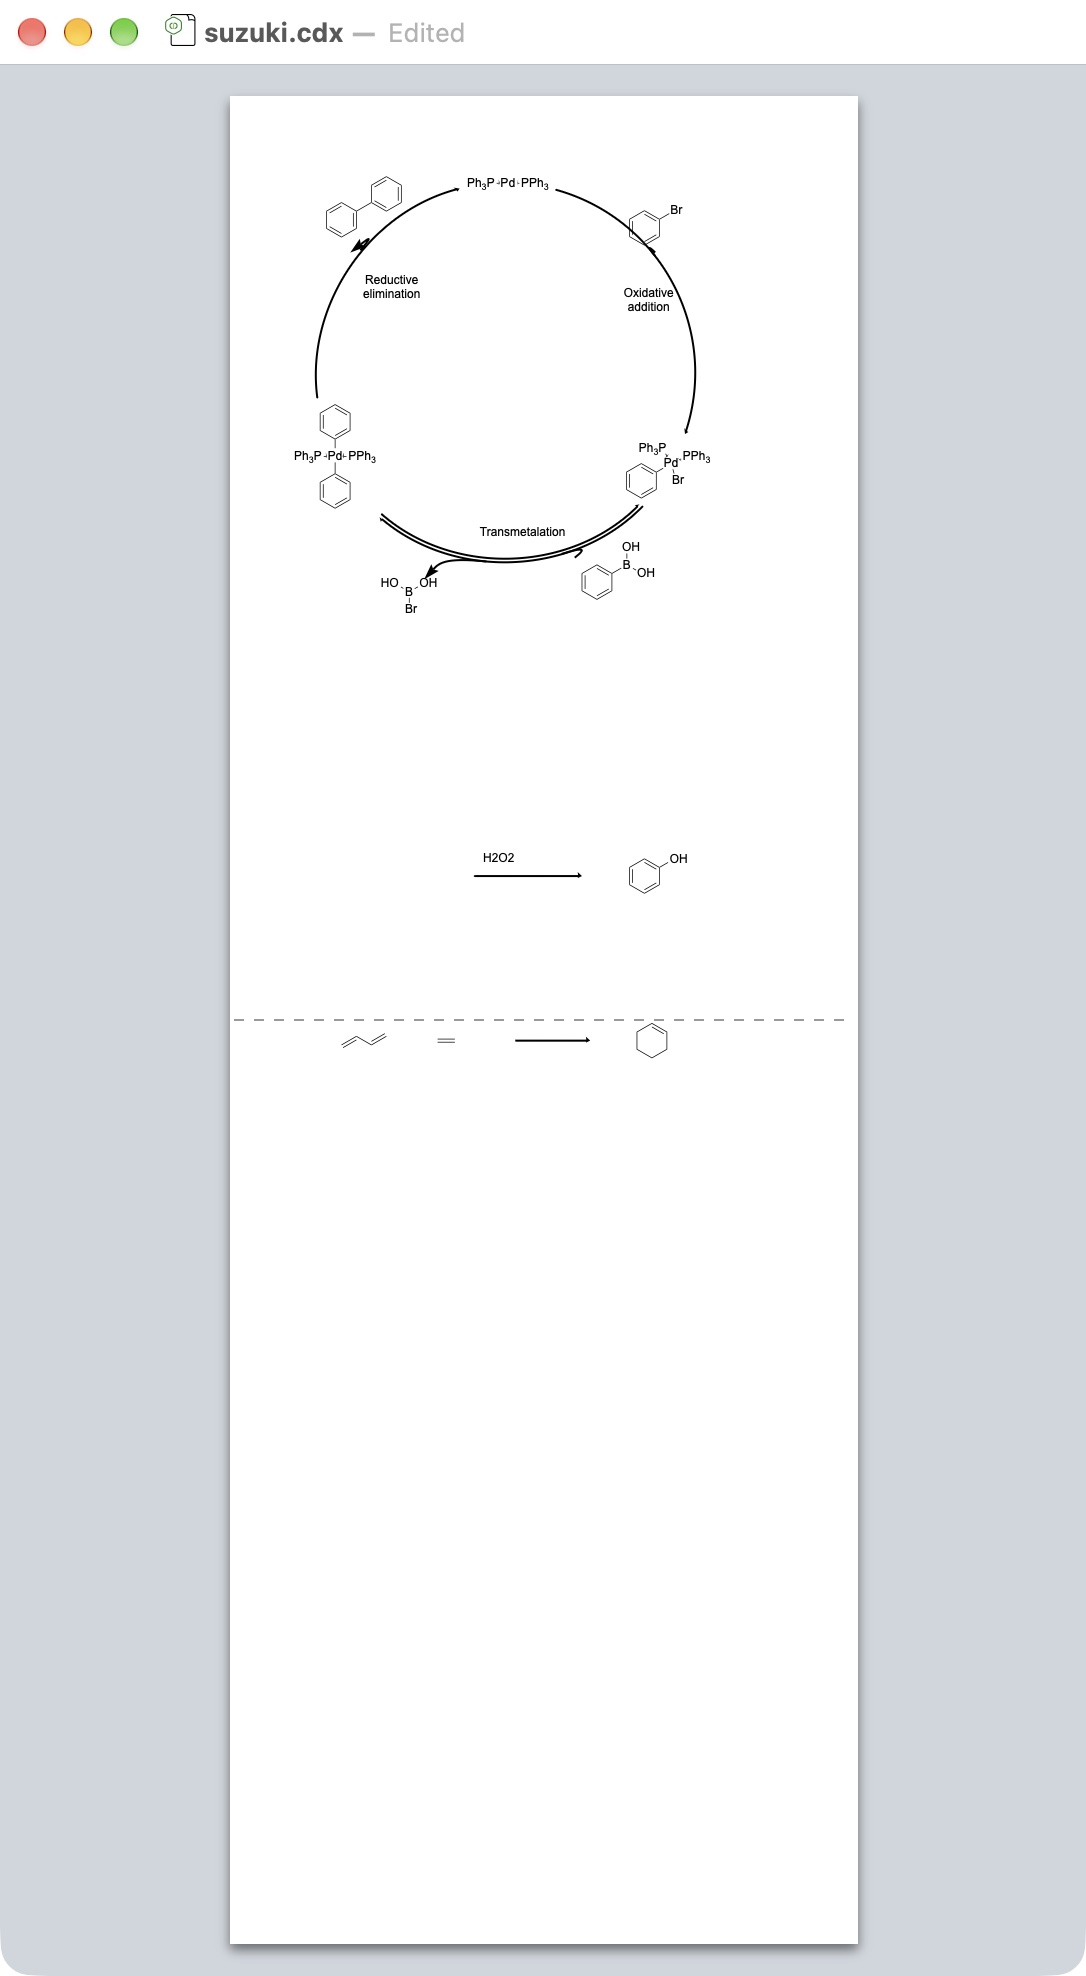 suzuki.cdx — Edited
Ph3P Pd PPh3
Br
Reductive
elimination
Oxidative
addition
Ph3P Pd PPh3
Ph3P
PPh3
Pd
Br
Transmetalation
OH
B
OH
HO
OH
B
Br
H2O2
OH